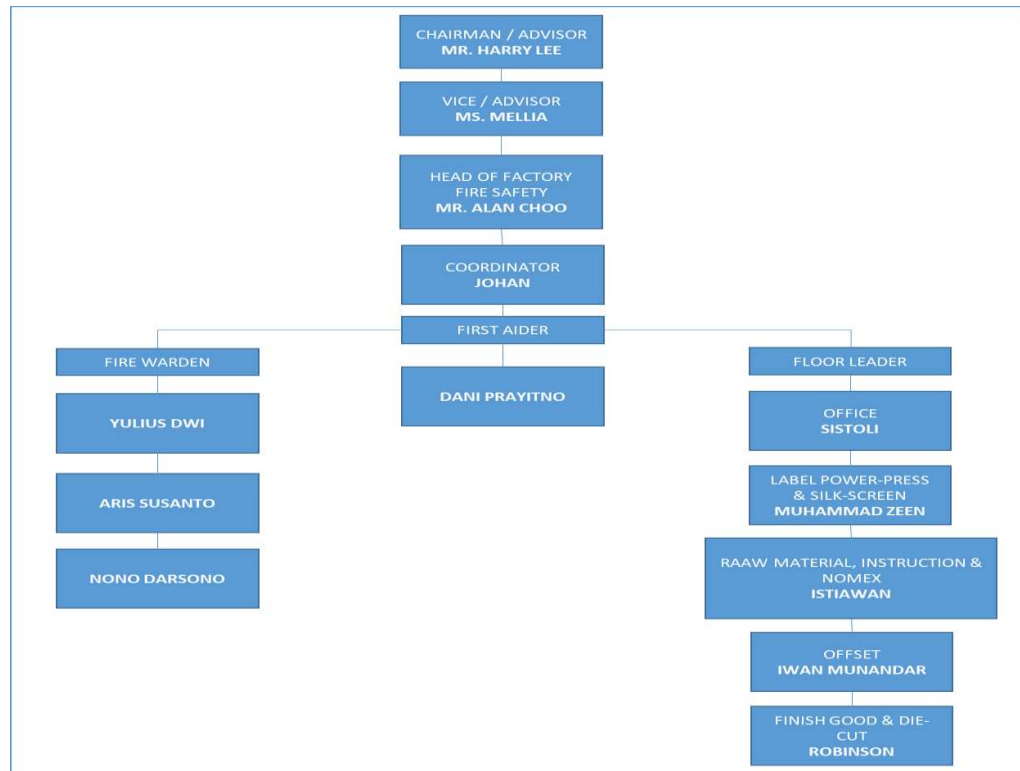 CHAIRMAN / ADVISOR
MR. HARRY LEE
VICE / ADVISOR
MS. MELLIA
HEAD OF FACTORY
FIRE SAFETY
MR. ALAN CHOO
COORDINATOR
JOHAN
FIRST AIDER
DANI PRAYITNO
FIRE WARDEN
YULIUS DWI
ARIS SUSANTO
NONO DARSONO
FLOOR LEADER
OFFICE
SISTOLI
LABEL POWER-PRESS
& SILK-SCREEN
MUHAMMAD ZEEN
RAAW MATERIAL, INSTRUCTION &
NOMEX
ISTIAWAN
OFFSET
IWAN MUNANDAR
FINISH GOOD & DIE-
CUT
ROBINSON